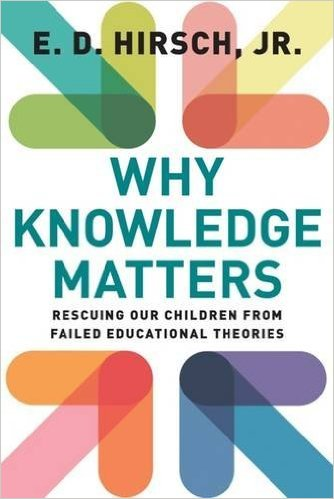 E. D. HIRSCH, JR.
WHY
KNOWLEDGE
MATTERS
RESCUING OUR CHILDREN FROM
FAILED EDUCATIONAL THEORIES